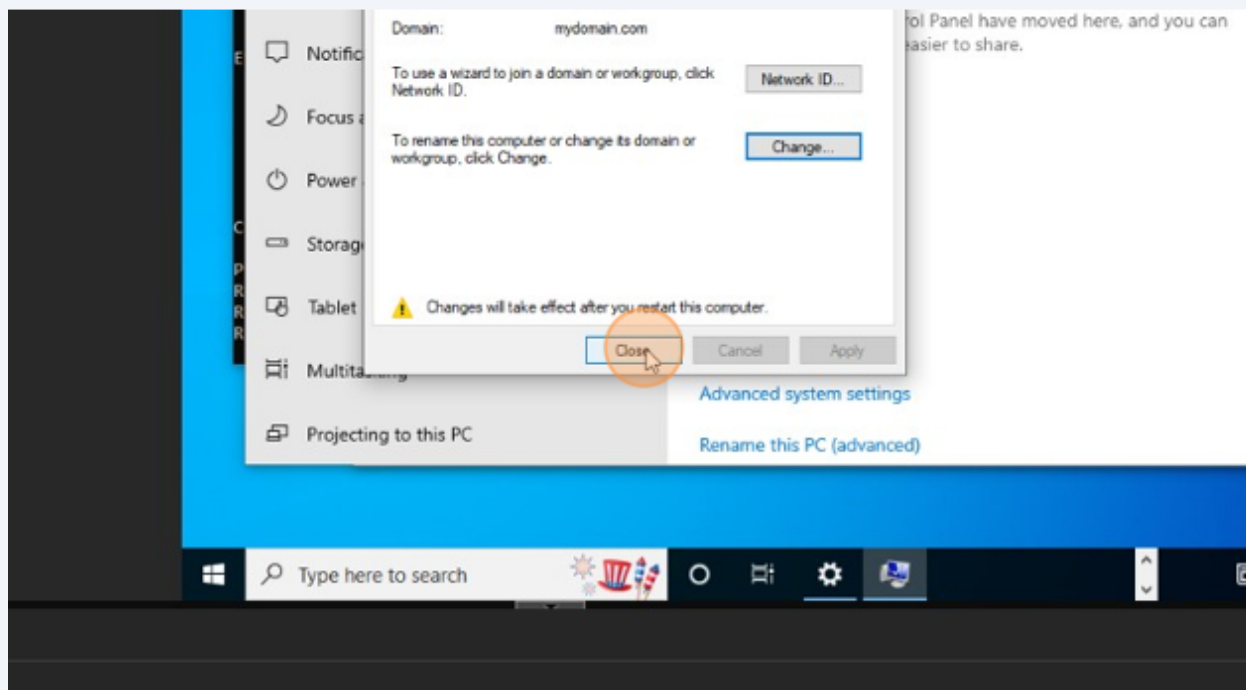 Domain: mydomain.com
rol Panel have moved here, and you can
easier to share.
Notific
To use a wizard to join a domain or workgroup, click
Network ID.
Network ID...
Focus a
To rename this computer or change its domain or
workgroup, click Change.
Change...
Power
Storag
Tablet
Changes will take effect after you restart this computer.
Close
Cancel
Apply
Multitasking
Advanced system settings
Projecting to this PC
Rename this PC (advanced)
E
C
P
R
R
R
Type here to search